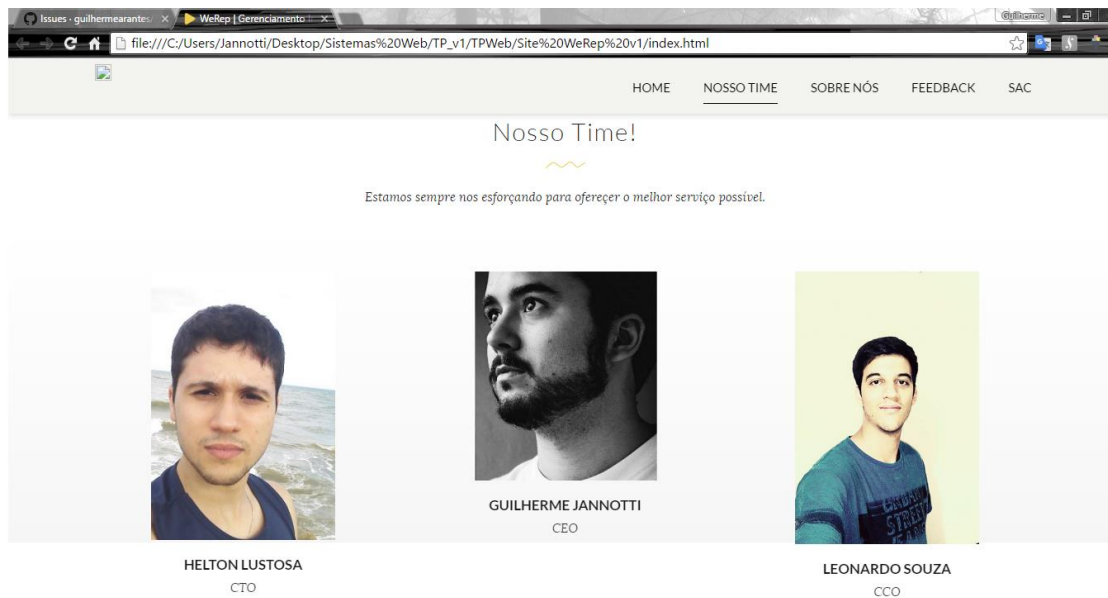 Issues · guilhermearantes/
WeRep | Gerenciamento
Guilherme
file:///C:/Users/Jannotti/Desktop/Sistemas%20Web/TP_v1/TPWeb/Site%20WeRep%20v1/index.html
HOME NOSSO TIME SOBRE NÓS FEEDBACK SAC
Nosso Time!
Estamos sempre nos esforçando para ofereçer o melhor serviço possível.
GUILHERME JANNOTTI
CEO
HELTON LUSTOSA
CTO
LEONARDO SOUZA
CCO